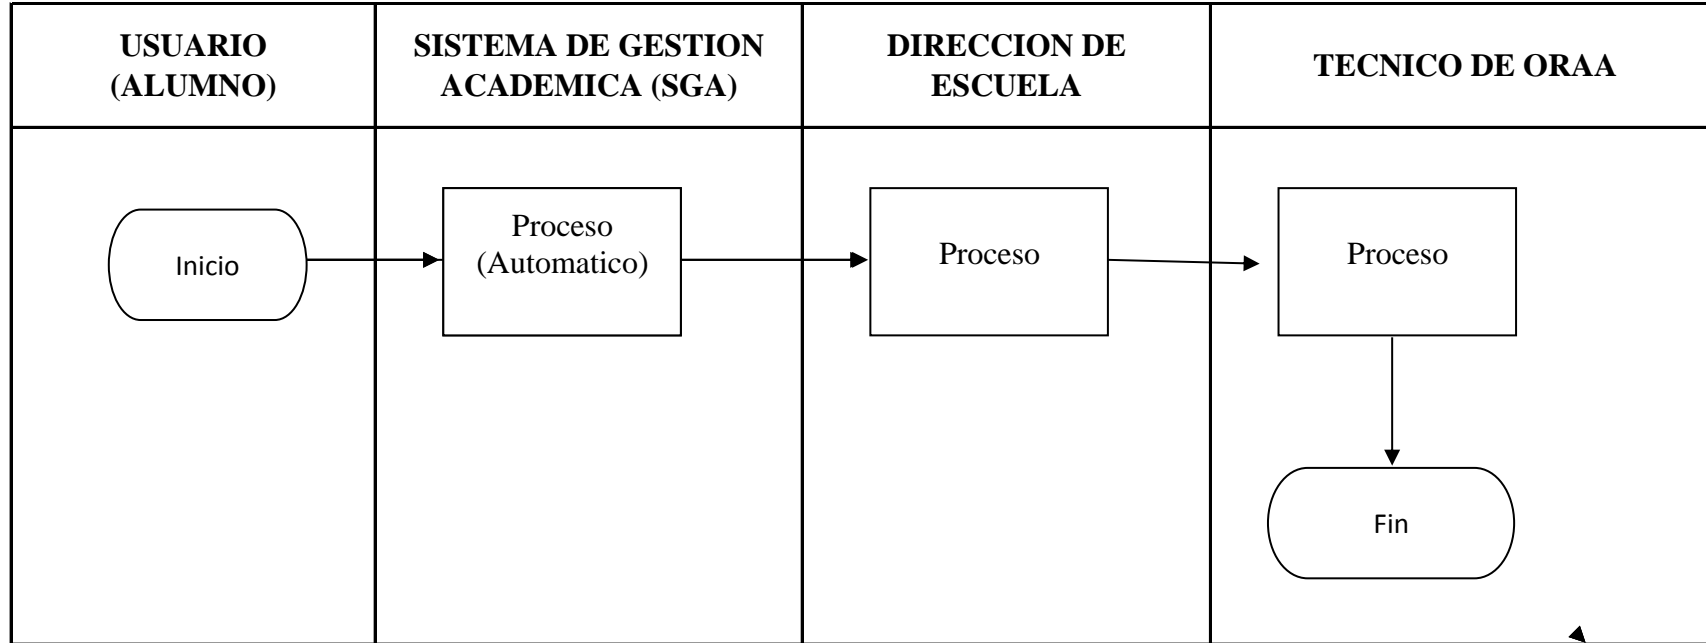 USUARIO
(ALUMNO)
SISTEMA DE GESTION
ACADEMICA (SGA)
DIRECCION DE
ESCUELA
TECNICO DE ORAA
Inicio
Proceso
(Automatico)
Proceso
Proceso
Fin